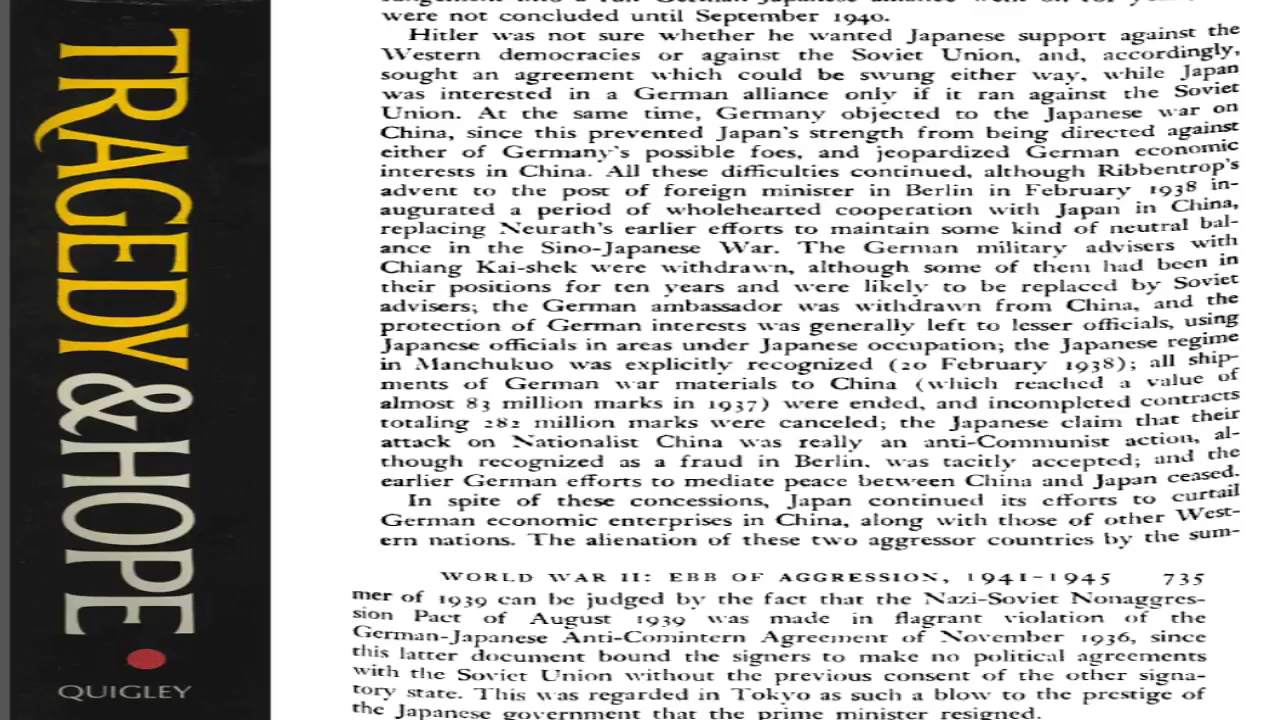 TRAGEDY & HOPE
QUIGLEY
were not concluded until September 1940.
Hitler was not sure whether he wanted Japanese support against the
Western democracies or against the Soviet Union, and, accordingly,
sought an agreement which could be swung either way, while Japan
was interested in a German alliance only if it ran against the Soviet
Union. At the same time, Germany objected to the Japanese war on
China, since this prevented Japan's strength from being directed against
either of Germany's possible foes, and jeopardized German economic
interests in China. All these difficulties continued, although Ribbentrop's
advent to the post of foreign minister in Berlin in February 1938 in-
augurated a period of wholehearted cooperation with Japan in China,
replacing Neurath's earlier efforts to maintain some kind of neutral bal-
ance in the Sino-Japanese War. The German military advisers with
Chiang Kai-shek were withdrawn, although some of them had been in
their positions for ten years and were likely to be replaced by Soviet
advisers; the German ambassador was withdrawn from China, and the
protection of German interests was generally left to lesser officials, using
Japanese officials in areas under Japanese occupation; the Japanese regime
in Manchukuo was explicitly recognized (20 February 1938); all ship-
ments of German war materials to China (which reached a value of
almost 83 million marks in 1937) were ended, and incompleted contracts
totaling 282 million marks were canceled; the Japanese claim that their
attack on Nationalist China was really an anti-Communist action, al-
though recognized as a fraud in Berlin, was tacitly accepted; and the
earlier German efforts to mediate peace between China and Japan ceased.
In spite of these concessions, Japan continued its efforts to curtail
German economic enterprises in China, along with those of other West-
ern nations. The alienation of these two aggressor countries by the sum-
WORLD WAR II: EBB OF AGGRESSION, 1941-1945 735
mer of 1939 can be judged by the fact that the Nazi-Soviet Nonaggres-
sion Pact of August 1939 was made in flagrant violation of the
German-Japanese Anti-Comintern Agreement of November 1936, since
this latter document bound the signers to make no political agreements
with the Soviet Union without the previous consent of the other signa-
tory state. This was regarded in Tokyo as such a blow to the prestige of
the Japanese government that the prime minister resigned.